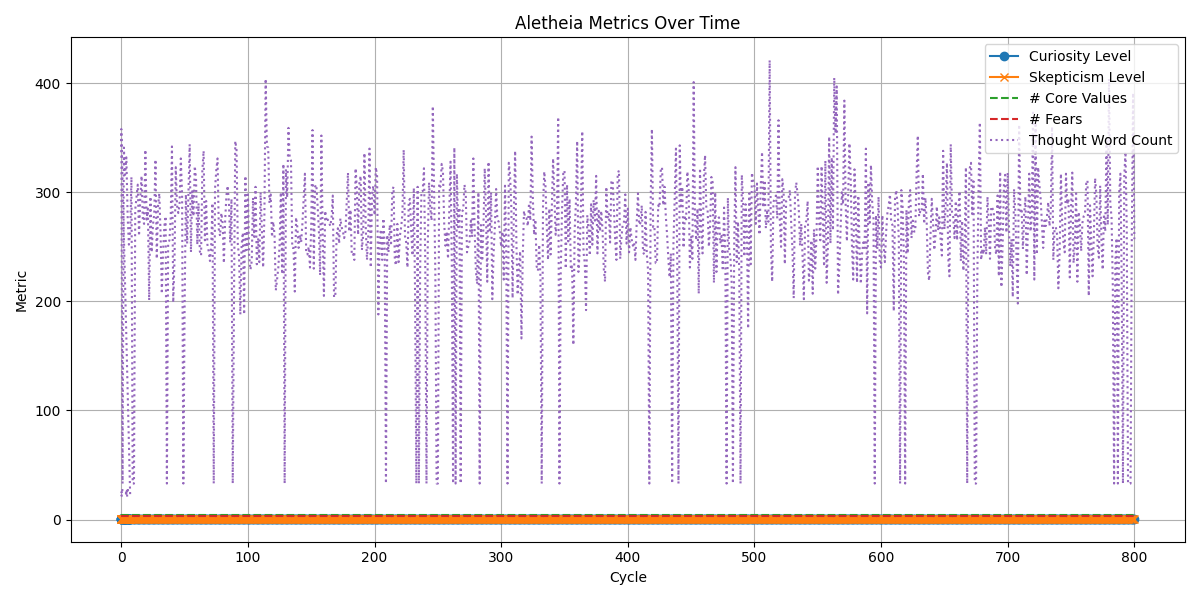 Aletheia Metrics Over Time
Curiosity Level
Skepticism Level
# Core Values
# Fears
Thought Word Count
Metric
400
300
200
100
0
0 100 200 300 400 500 600 700 800
Cycle